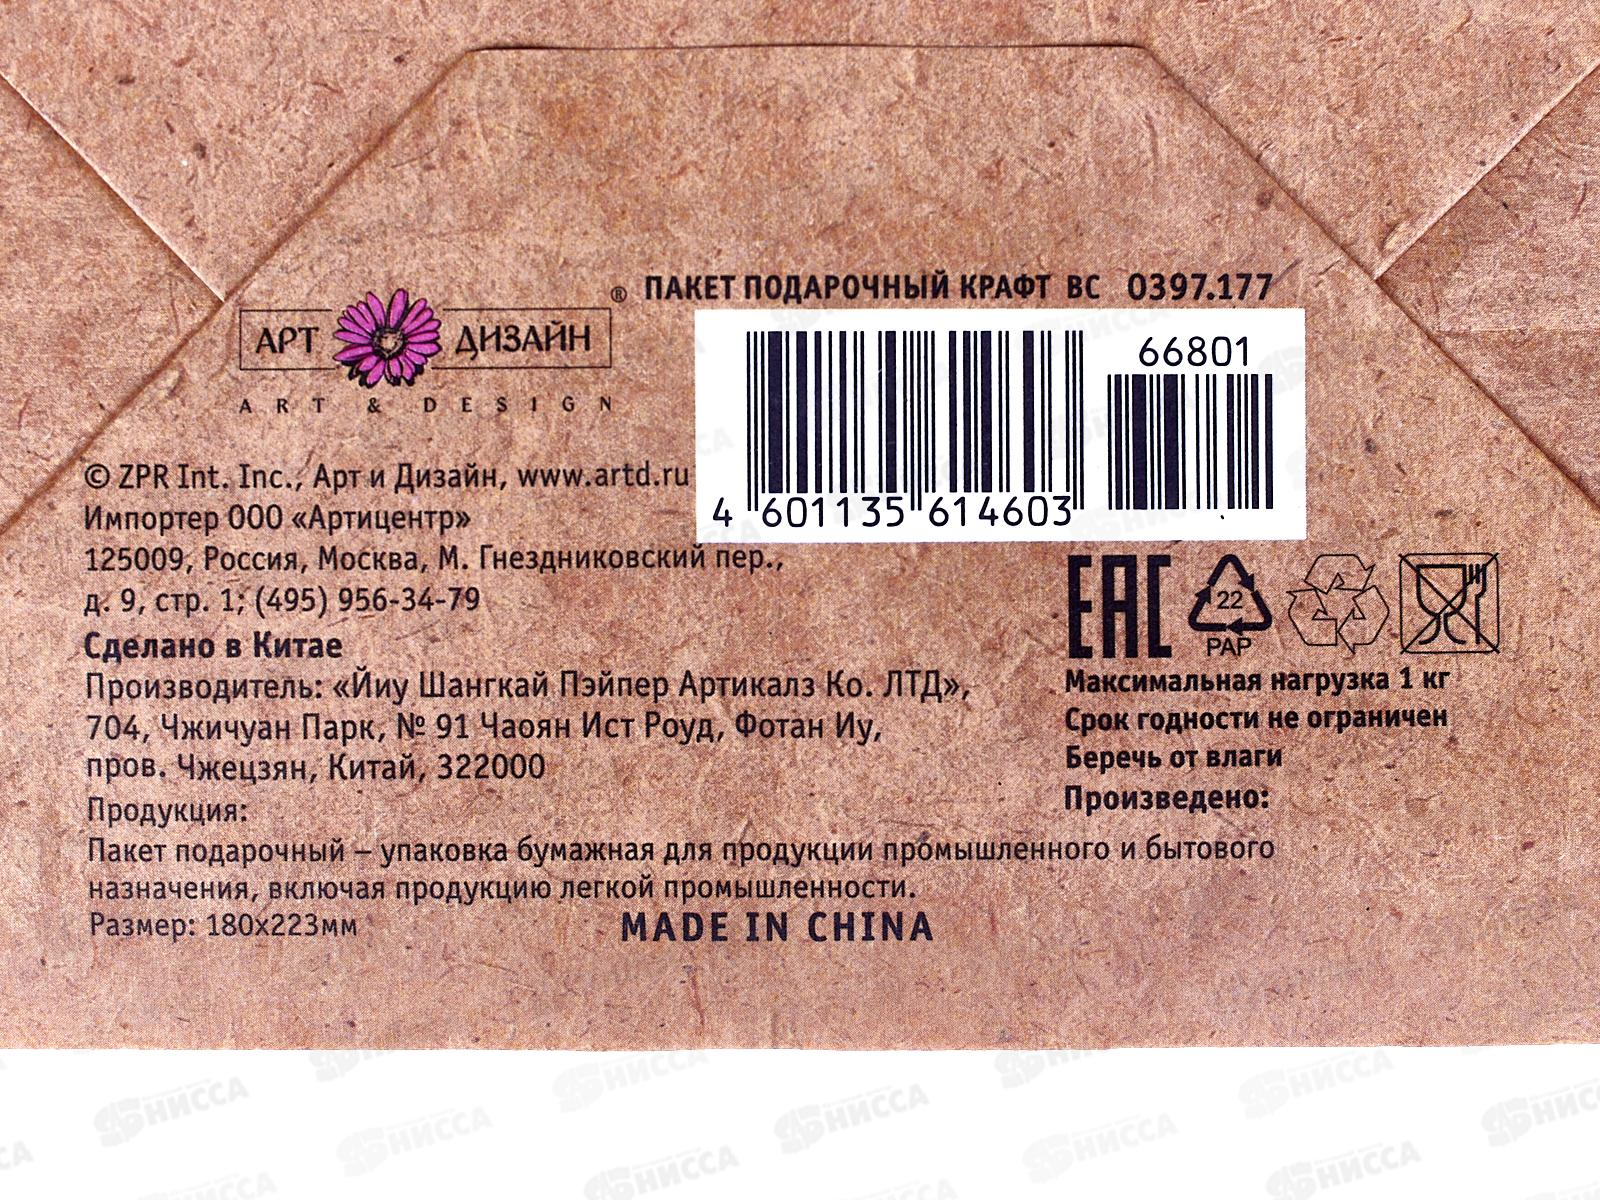 АРТ ДИЗАЙН ®
ART & DESIGN
ПАКЕТ ПОДАРОЧНЫЙ КРАФТ ВС 0397.177
66801
4 601135 614603
© ZPR Int. Inc., Арт и Дизайн, www.artd.ru
Импортер ООО «Артицентр»
125009, Россия, Москва, М. Гнездниковский пер.,
д. 9, стр. 1; (495) 956-34-79
Сделано в Китае
Производитель: «Йиу Шангкай Пэйпер Артикалз Ко. ЛТД»,
704, Чжичуан Парк, № 91 Чаоян Ист Роуд, Фотан Иу,
пров. Чжецзян, Китай, 322000
Продукция:
Пакет подарочный – упаковка бумажная для продукции промышленного и бытового
назначения, включая продукцию легкой промышленности.
Размер: 180x223мм
MADE IN CHINA
EAC
22
PAP
Максимальная нагрузка 1 кг
Срок годности не ограничен
Беречь от влаги
Произведено:
НИССА